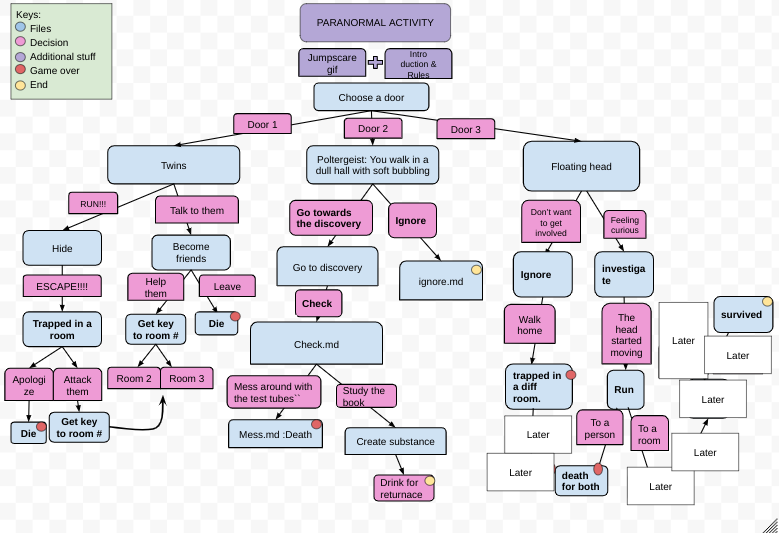 Keys:
Files
Decision
Additional stuff
Game over
End
PARANORMAL ACTIVITY
Jumpscare
gif
Intro
duction &
Rules
Choose a door
Door 1
Door 2
Door 3
Twins
Poltergeist: You walk in a
dull hall with soft bubbling
Floating head
RUN!!!
Talk to them
Go towards
the discovery
Ignore
Don't want
to get
involved
Feeling
curious
Hide
Become
friends
Go to discovery
ignore.md
Ignore
investiga
te
ESCAPE!!!!
Help
them
Leave
Check
Walk
home
The
head
started
moving
Trapped in a
room
Get key
to room #
Die
Check.md
Later
survived
Later
Apologi
ze
Attack
them
Room 2
Room 3
Mess around with
the test tubes``
Study the
book
trapped in
a diff
room.
Run
Later
Die
Get key
to room #
Mess.md :Death
Create substance
Later
To a
person
To a
room
Later
Later
Drink for
returnace
death
for both
Later